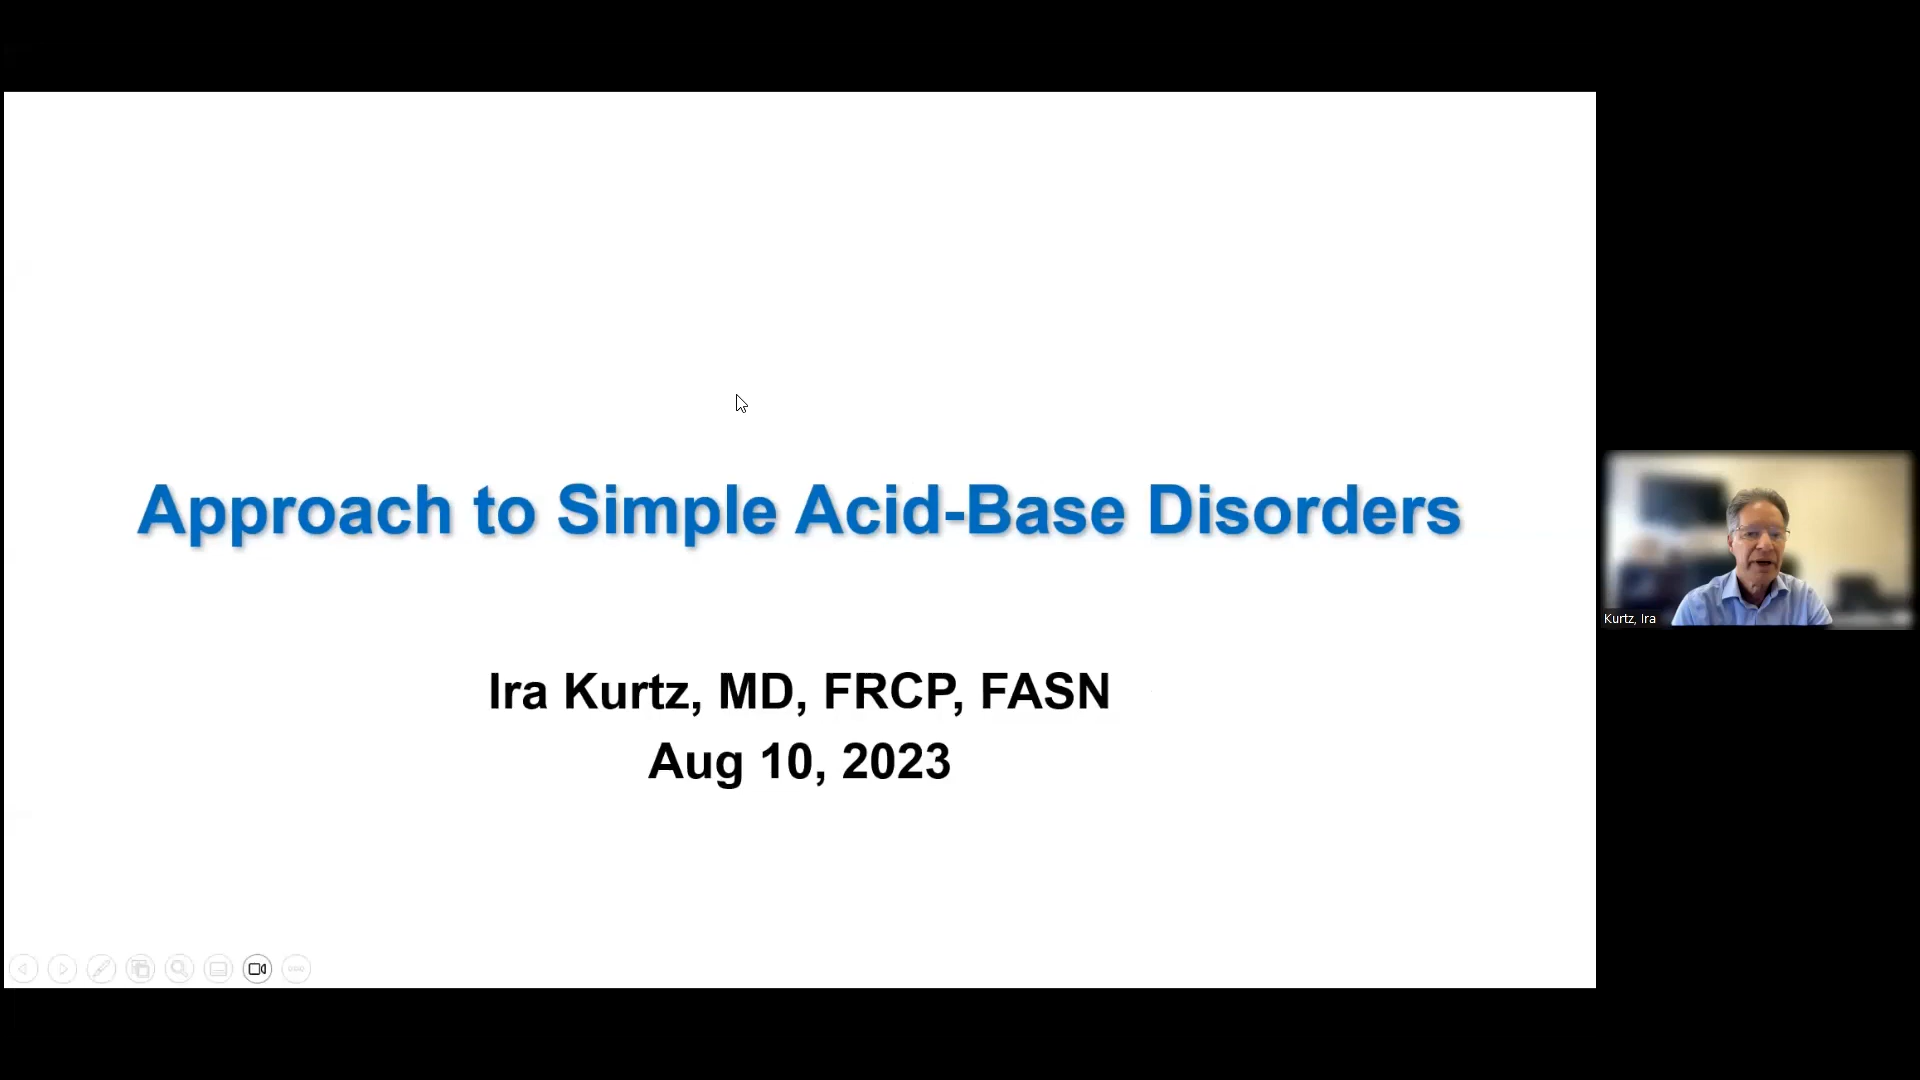 Approach to Simple Acid-Base Disorders
Ira Kurtz, MD, FRCP, FASN
Aug 10, 2023
Kurtz, Ira